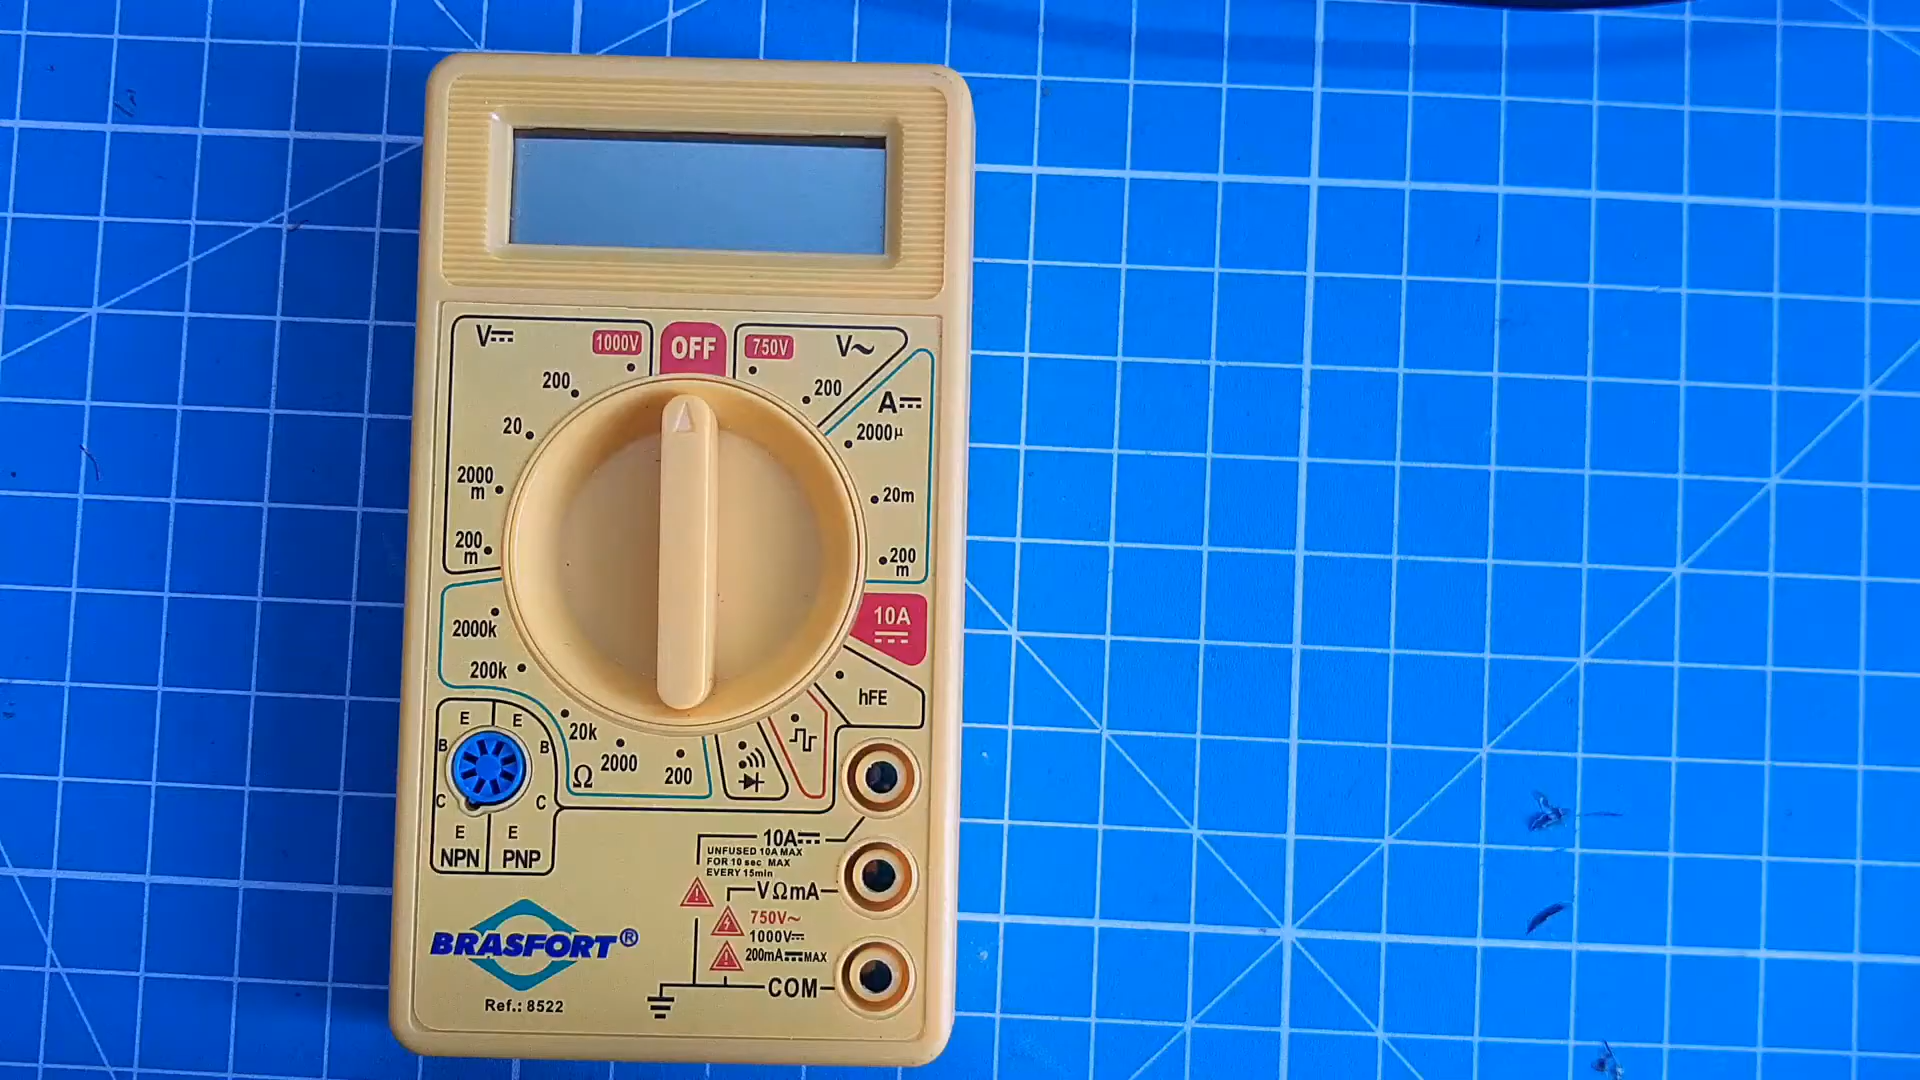 V⎓
1000V
OFF
750V
V~
200
200
A⎓
20
2000µ
2000
m
20m
200
m
200
m
2000k
10A
⎓
200k
hFE
20k
Ω
2000
200
E
E
B
B
C
C
E
E
NPN
PNP
10A⎓
UNFUSED 10A MAX
FOR 10 sec MAX
EVERY 15min
VΩmA
750V~
1000V⎓
200mA⎓MAX
COM
BRASFORT®
Ref.: 8522